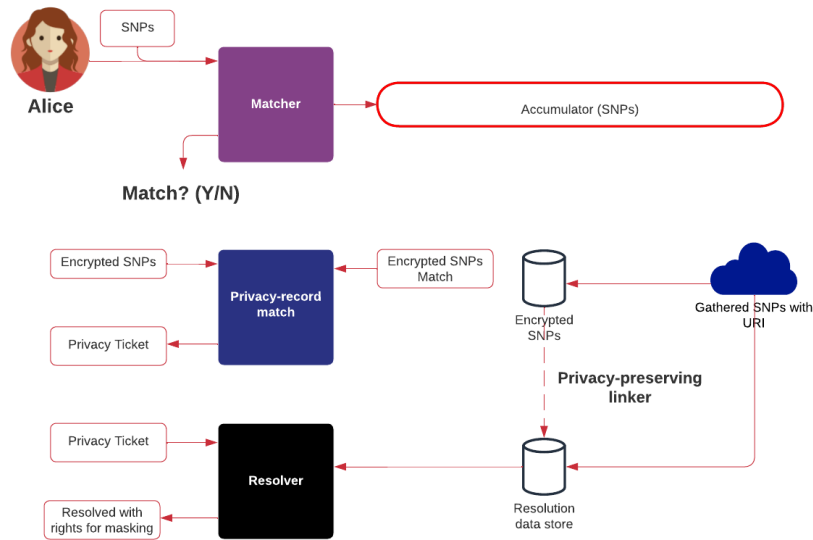 SNPs
Alice
Matcher
Accumulator (SNPs)
Match? (Y/N)
Encrypted SNPs
Privacy-record
match
Encrypted SNPs
Match
Privacy Ticket
Encrypted
SNPs
Gathered SNPs with
URI
Privacy-preserving
linker
Privacy Ticket
Resolver
Resolved with
rights for masking
Resolution
data store